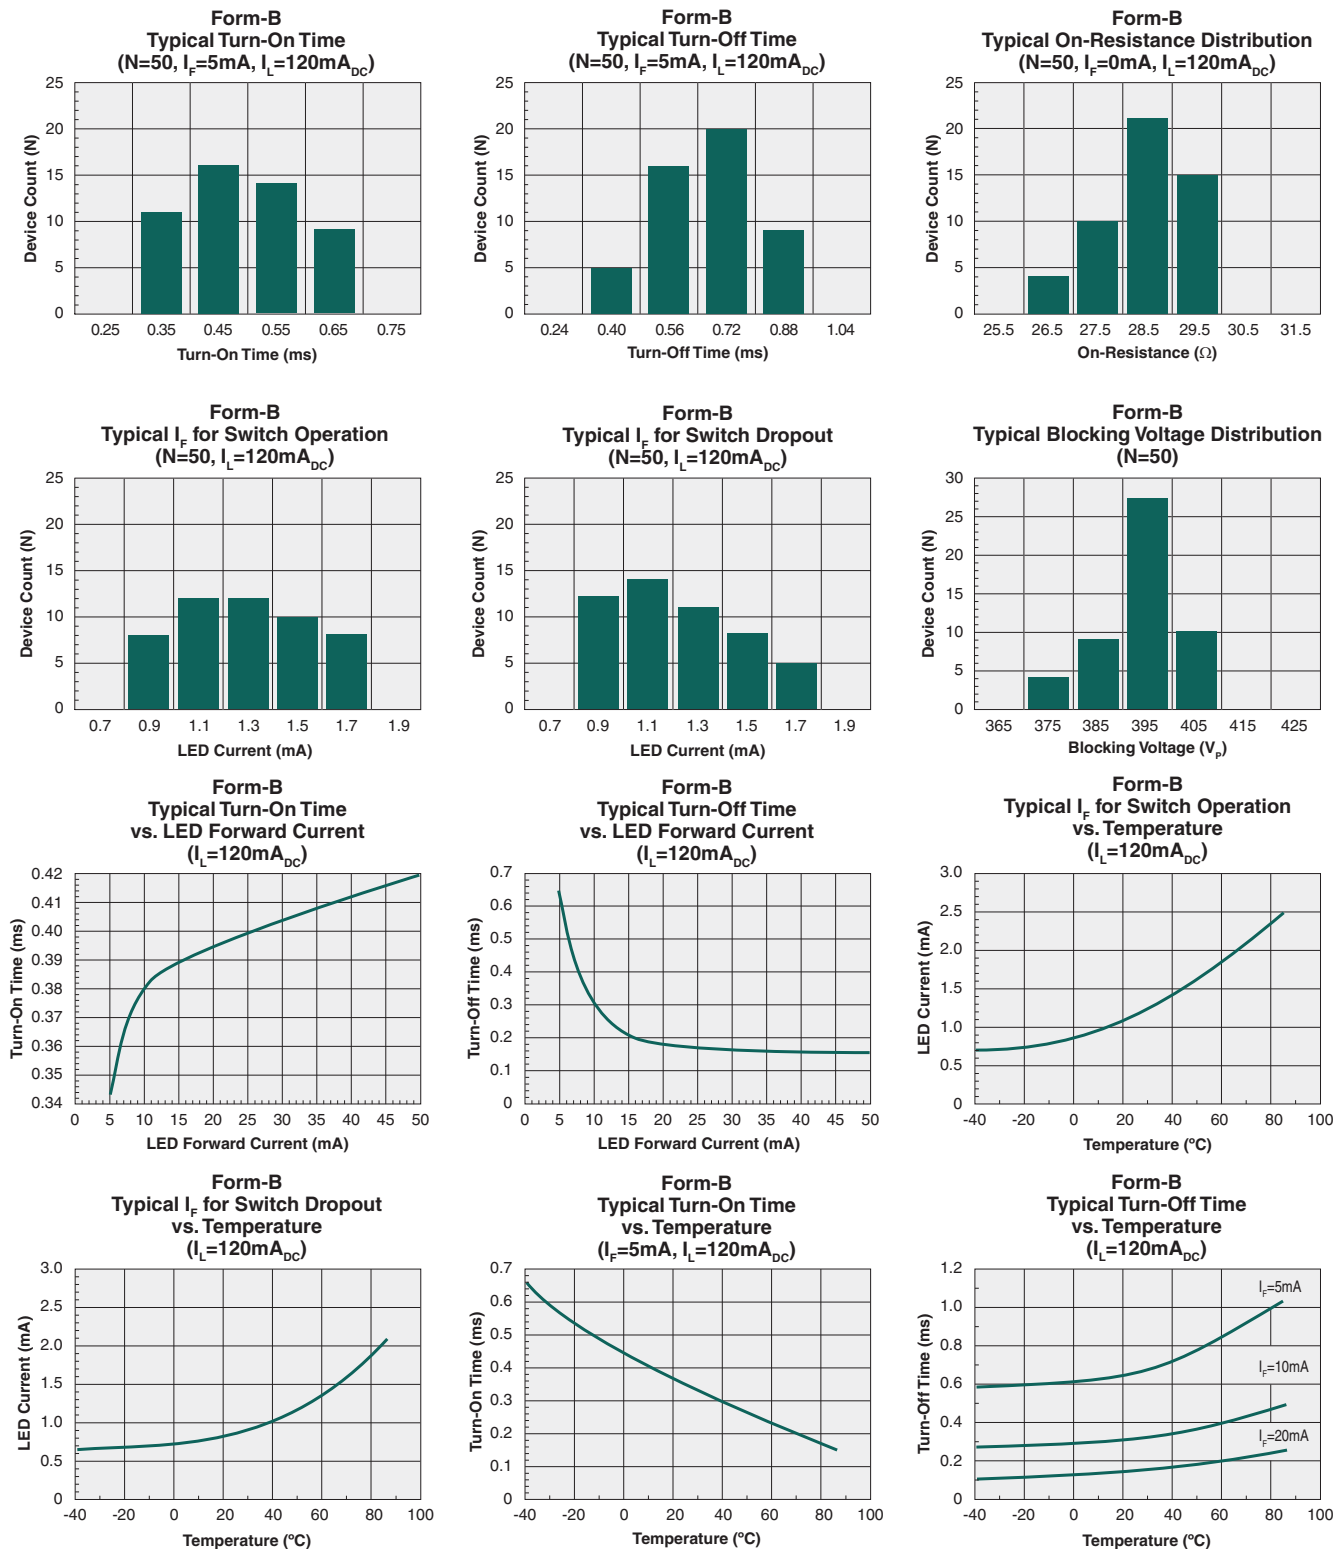 Form-B
Typical Turn-On Time
(N=50, IF=5mA, IL=120mADC)
25
20
15
10
5
0
Device Count (N)
0.25 0.35 0.45 0.55 0.65 0.75
Turn-On Time (ms)
Form-B
Typical Turn-Off Time
(N=50, IF=5mA, IL=120mADC)
25
20
15
10
5
0
Device Count (N)
0.24 0.40 0.56 0.72 0.88 1.04
Turn-Off Time (ms)
Form-B
Typical On-Resistance Distribution
(N=50, IF=0mA, IL=120mADC)
25
20
15
10
5
0
Device Count (N)
25.5 26.5 27.5 28.5 29.5 30.5 31.5
On-Resistance (Ω)
Form-B
Typical IF for Switch Operation
(N=50, IL=120mADC)
25
20
15
10
5
0
Device Count (N)
0.7 0.9 1.1 1.3 1.5 1.7 1.9
LED Current (mA)
Form-B
Typical IF for Switch Dropout
(N=50, IL=120mADC)
25
20
15
10
5
0
Device Count (N)
0.7 0.9 1.1 1.3 1.5 1.7 1.9
LED Current (mA)
Form-B
Typical Blocking Voltage Distribution
(N=50)
30
25
20
15
10
5
0
Device Count (N)
365 375 385 395 405 415 425
Blocking Voltage (VP)
Form-B
Typical Turn-On Time
vs. LED Forward Current
(IL=120mADC)
0.42
0.41
0.40
0.39
0.38
0.37
0.36
0.35
0.34
Turn-On Time (ms)
0 5 10 15 20 25 30 35 40 45 50
LED Forward Current (mA)
Form-B
Typical Turn-Off Time
vs. LED Forward Current
(IL=120mADC)
0.7
0.6
0.5
0.4
0.3
0.2
0.1
0
Turn-Off Time (ms)
0 5 10 15 20 25 30 35 40 45 50
LED Forward Current (mA)
Form-B
Typical IF for Switch Operation
vs. Temperature
(IL=120mADC)
3.0
2.5
2.0
1.5
1.0
0.5
0
LED Current (mA)
-40 -20 0 20 40 60 80 100
Temperature (ºC)
Form-B
Typical IF for Switch Dropout
vs. Temperature
(IL=120mADC)
3.0
2.5
2.0
1.5
1.0
0.5
0
LED Current (mA)
-40 -20 0 20 40 60 80 100
Temperature (ºC)
Form-B
Typical Turn-On Time
vs. Temperature
(IF=5mA, IL=120mADC)
0.7
0.6
0.5
0.4
0.3
0.2
0.1
0
Turn-On Time (ms)
-40 -20 0 20 40 60 80 100
Temperature (ºC)
Form-B
Typical Turn-Off Time
vs. Temperature
(IL=120mADC)
1.2
1.0
0.8
0.6
0.4
0.2
0
Turn-Off Time (ms)
IF=5mA
IF=10mA
IF=20mA
-40 -20 0 20 40 60 80 100
Temperature (ºC)